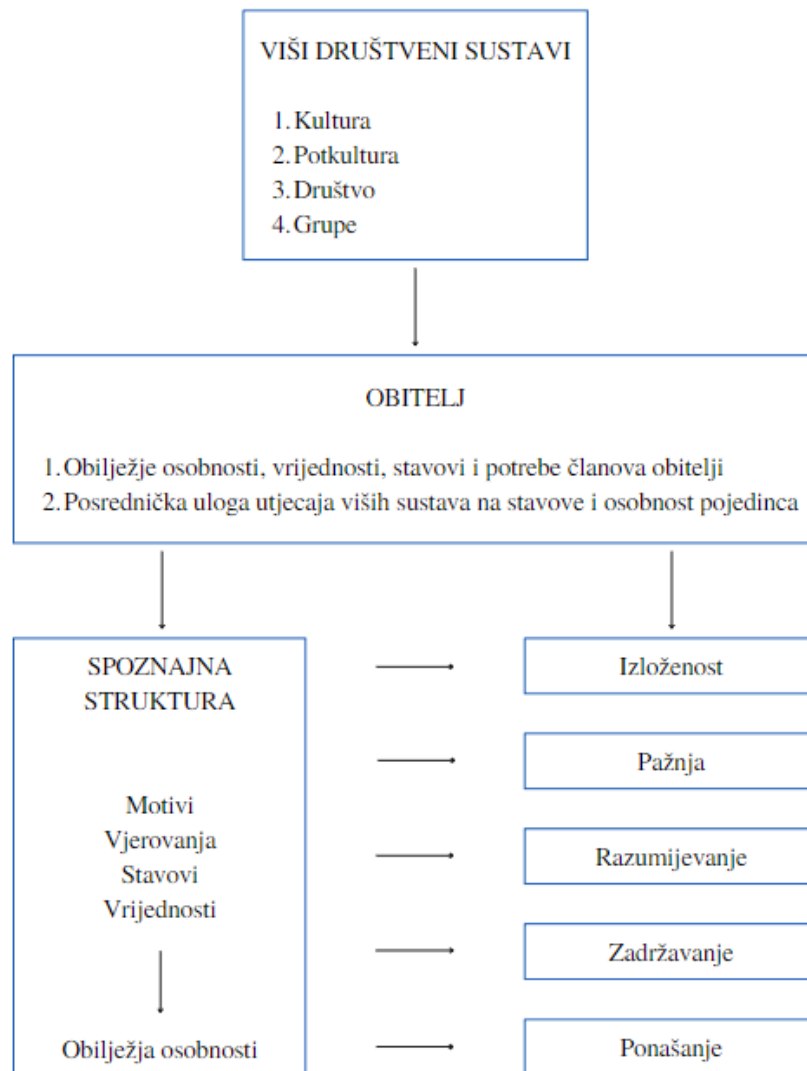 VIŠI DRUŠTVENI SUSTAVI
1. Kultura
2. Potkultura
3. Društvo
4. Grupe
OBITELJ
1. Obilježje osobnosti, vrijednosti, stavovi i potrebe članova obitelji
2. Posrednička uloga utjecaja viših sustava na stavove i osobnost pojedinca
SPOZNAJNA
STRUKTURA
Motivi
Vjerovanja
Stavovi
Vrijednosti
Obilježja osobnosti
Izloženost
Pažnja
Razumijevanje
Zadržavanje
Ponašanje